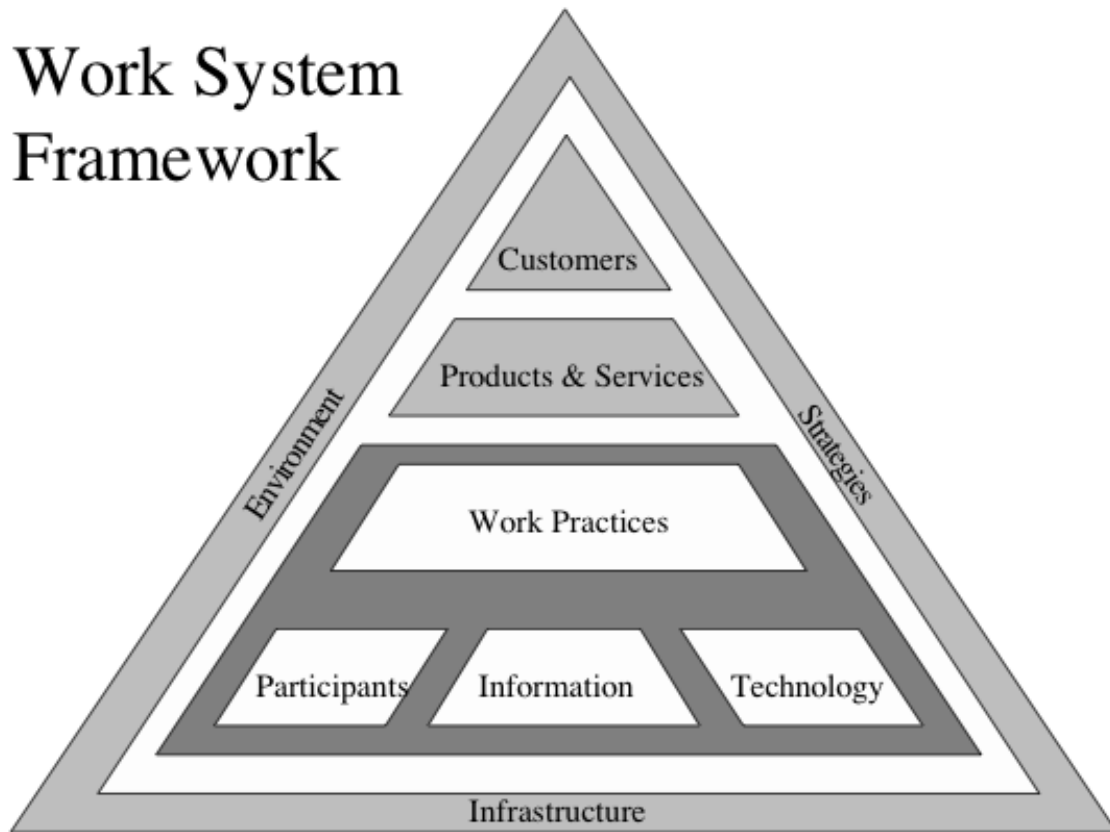 Work System
Framework
Customers
Products & Services
Environment
Strategies
Work Practices
Participants
Information
Technology
Infrastructure